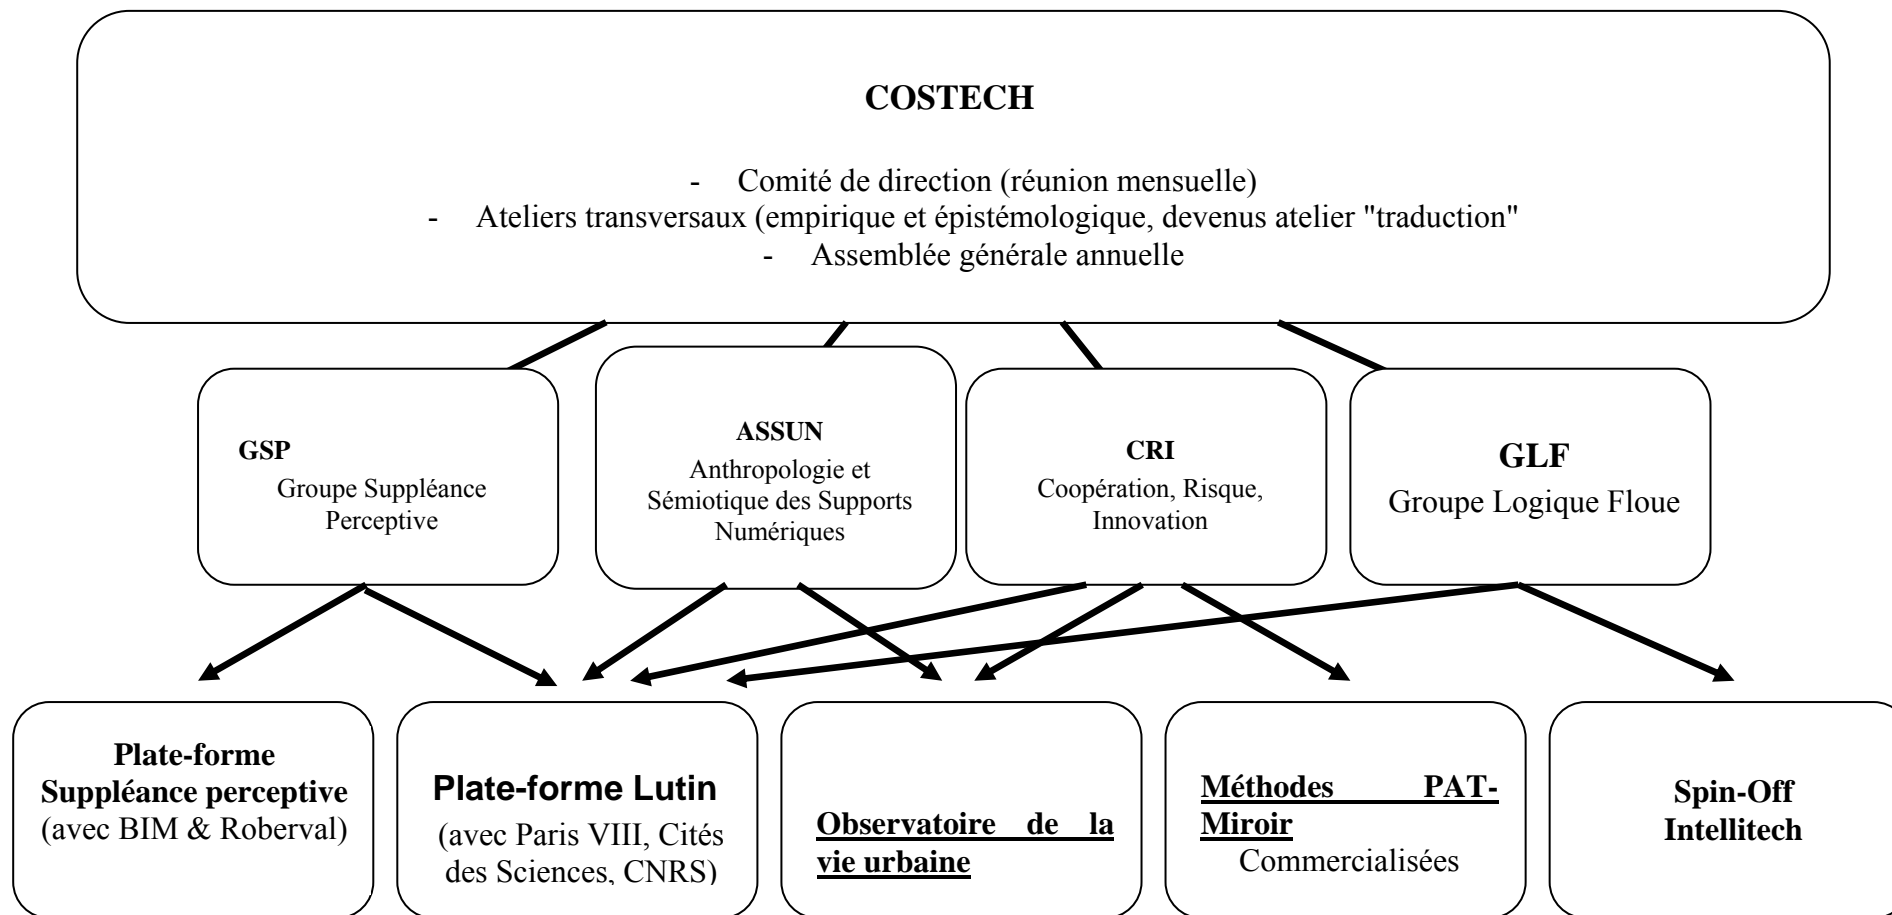 COSTECH
- Comité de direction (réunion mensuelle)
- Ateliers transversaux (empirique et épistémologique, devenus atelier "traduction"
- Assemblée générale annuelle
GSP
Groupe Suppléance
Perceptive
ASSUN
Anthropologie et
Sémiotique des Supports
Numériques
CRI
Coopération, Risque,
Innovation
GLF
Groupe Logique Floue
Plate-forme
Suppléance perceptive
(avec BIM & Roberval)
Plate-forme Lutin
(avec Paris VIII, Cités
des Sciences, CNRS)
Observatoire de la
vie urbaine
Méthodes PAT-
Miroir
Commercialisées
Spin-Off
Intellitech